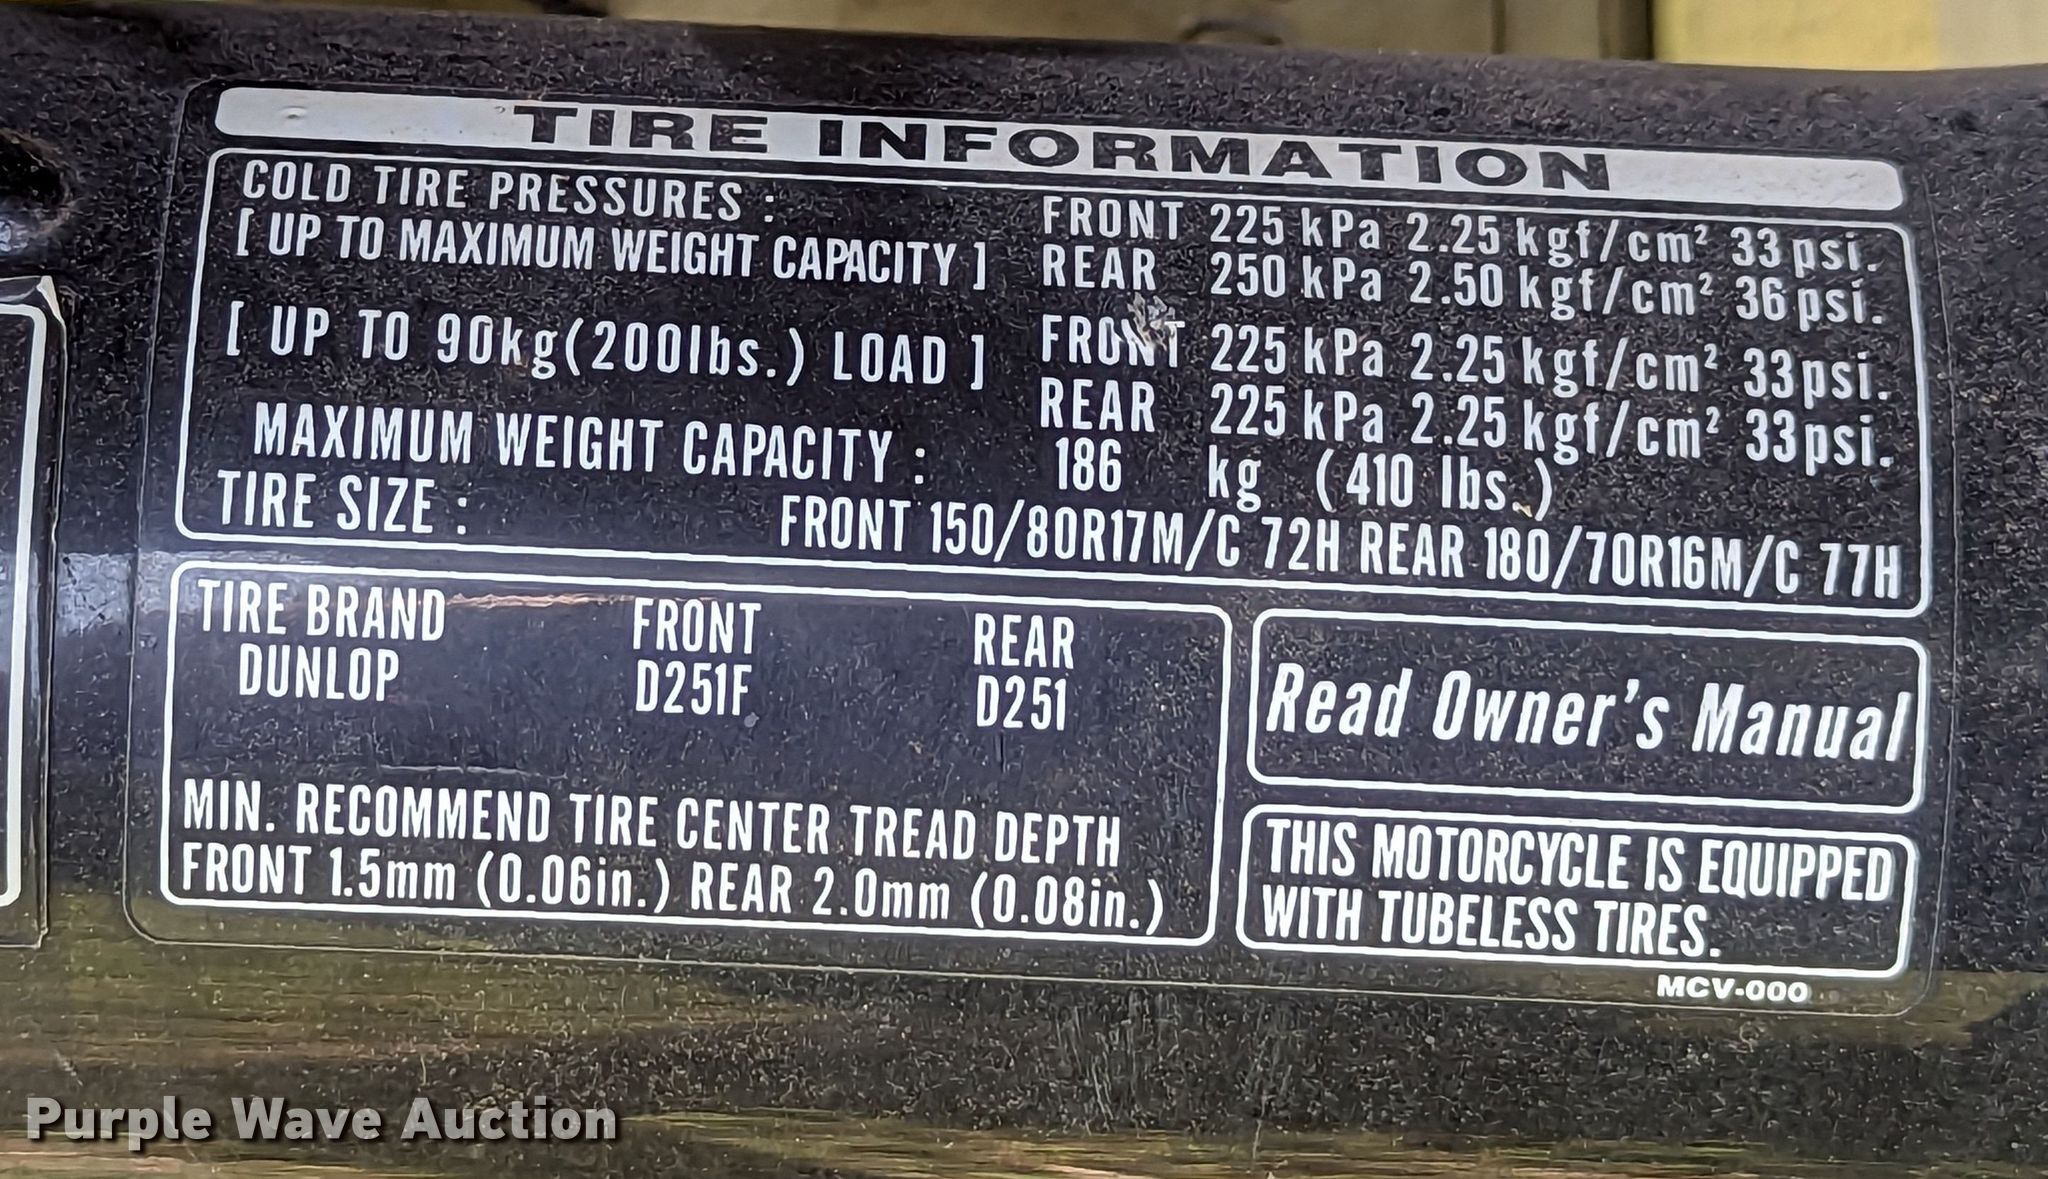 TIRE INFORMATION
COLD TIRE PRESSURES : FRONT 225 kPa 2.25 kgf/cm² 33 psi.
[ UP TO MAXIMUM WEIGHT CAPACITY ] REAR 250 kPa 2.50 kgf/cm² 36 psi.
[ UP TO 90kg(200lbs.) LOAD ] FRONT 225 kPa 2.25 kgf/cm² 33 psi.
REAR 225 kPa 2.25 kgf/cm² 33 psi.
MAXIMUM WEIGHT CAPACITY : 186 kg (410 lbs.)
TIRE SIZE : FRONT 150/80R17M/C 72H REAR 180/70R16M/C 77H
TIRE BRAND FRONT REAR
DUNLOP D251F D251
MIN. RECOMMEND TIRE CENTER TREAD DEPTH
FRONT 1.5mm (0.06in.) REAR 2.0mm (0.08in.)
Read Owner's Manual
THIS MOTORCYCLE IS EQUIPPED
WITH TUBELESS TIRES.
MCV-000
Purple Wave Auction